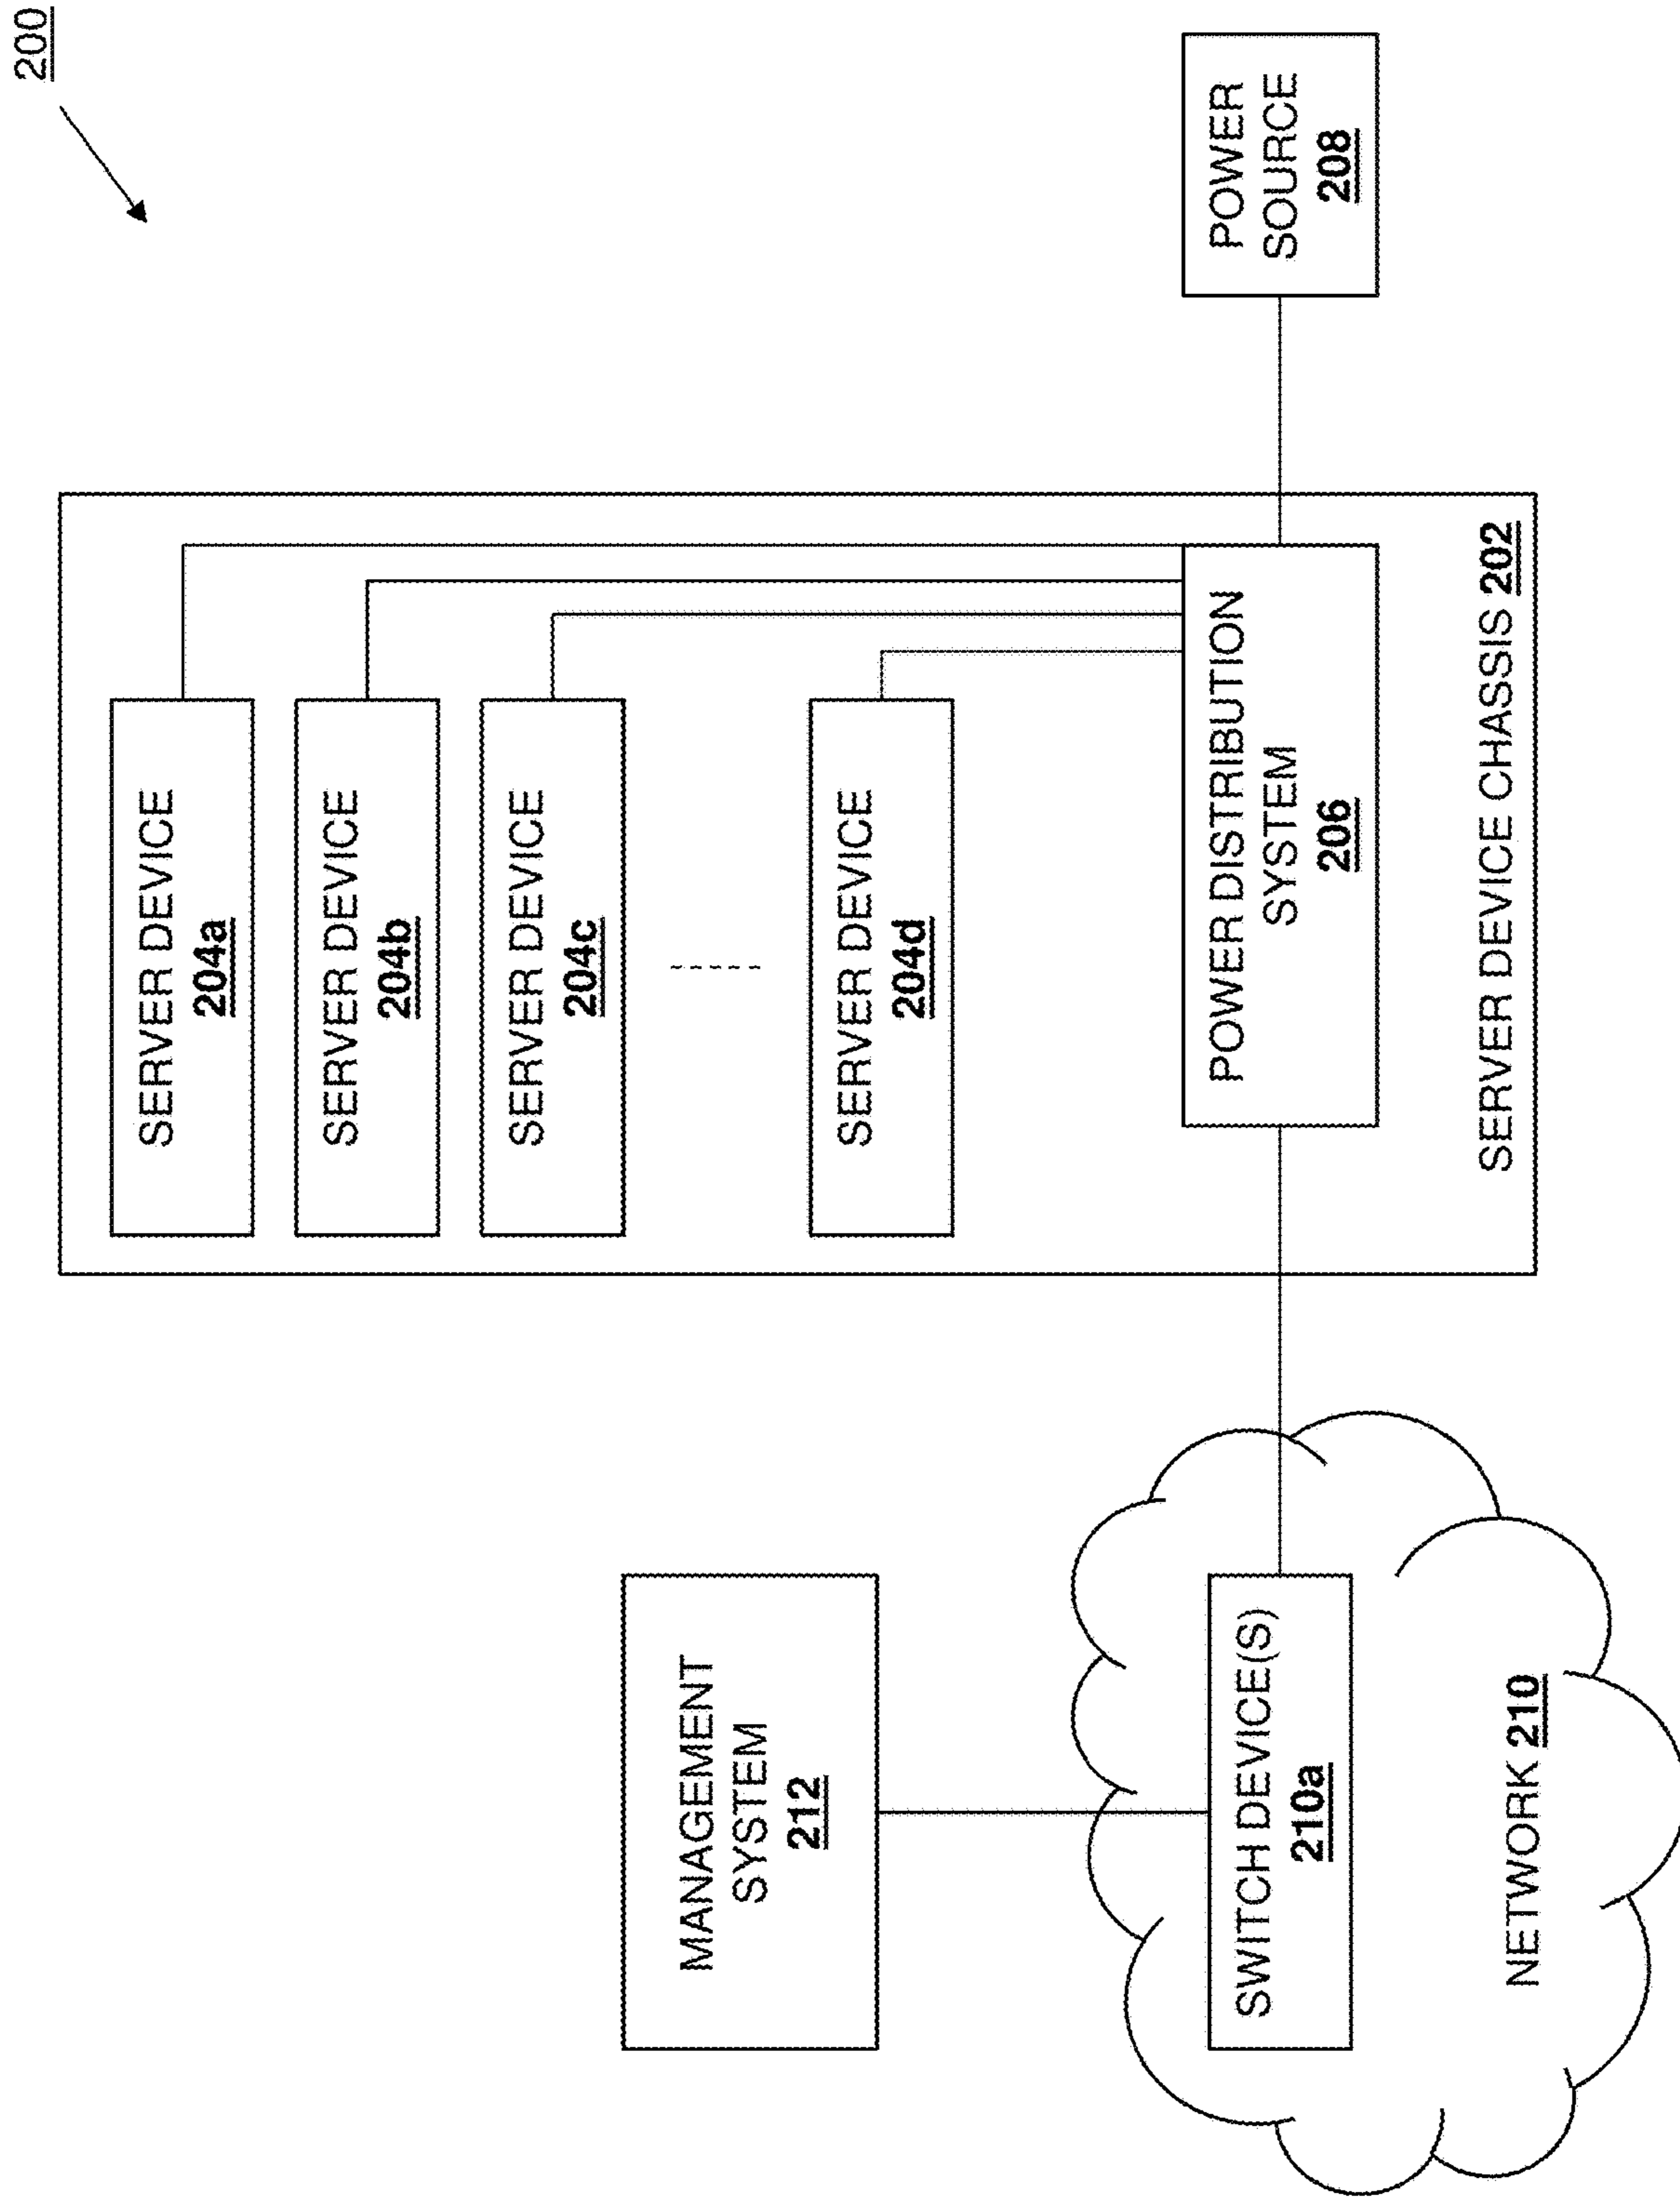 200
SERVER DEVICE
204a
SERVER DEVICE
204b
SERVER DEVICE
204c
SERVER DEVICE
204d
MANAGEMENT
SYSTEM
212
SWITCH DEVICE(S)
210a
NETWORK 210
POWER DISTRIBUTION
SYSTEM
206
SERVER DEVICE CHASSIS 202
POWER
SOURCE
208